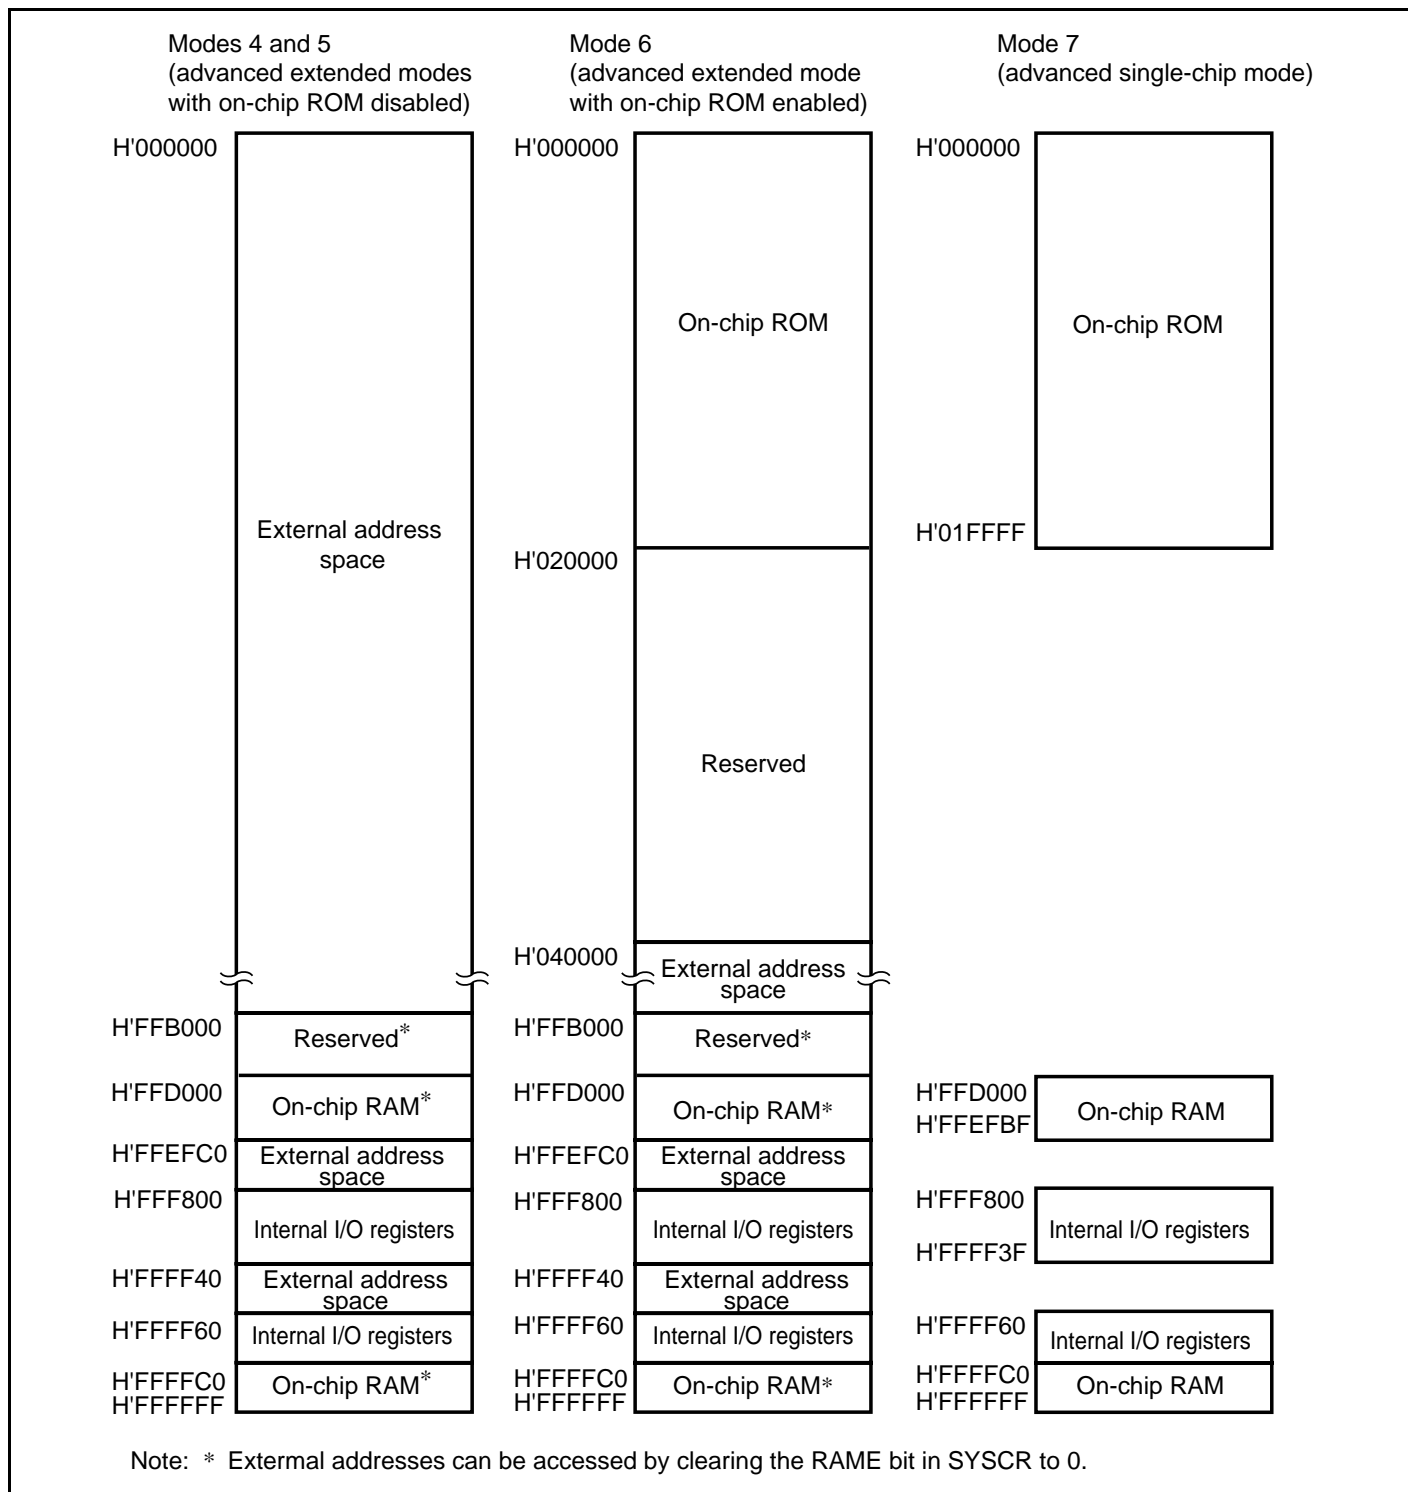 Modes 4 and 5
(advanced extended modes
with on-chip ROM disabled)
H'000000
External address
space
H'FFB000
Reserved*
H'FFD000
On-chip RAM*
H'FFEFC0
External address
space
H'FFF800
Internal I/O registers
H'FFFF40
External address
space
H'FFFF60
Internal I/O registers
H'FFFFC0
On-chip RAM*
H'FFFFFF
Mode 6
(advanced extended mode
with on-chip ROM enabled)
H'000000
On-chip ROM
H'020000
Reserved
H'040000
External address
space
H'FFB000
Reserved*
H'FFD000
On-chip RAM*
H'FFEFC0
External address
space
H'FFF800
Internal I/O registers
H'FFFF40
External address
space
H'FFFF60
Internal I/O registers
H'FFFFC0
On-chip RAM*
H'FFFFFF
Mode 7
(advanced single-chip mode)
H'000000
On-chip ROM
H'01FFFF
H'FFD000
On-chip RAM
H'FFEFBF
H'FFF800
Internal I/O registers
H'FFFF3F
H'FFFF60
Internal I/O registers
H'FFFFC0
On-chip RAM
H'FFFFFF
Note: * Extermal addresses can be accessed by clearing the RAME bit in SYSCR to 0.